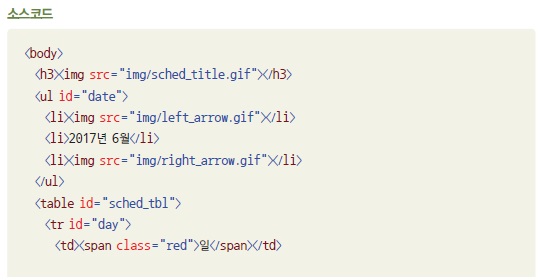 소스코드
<body>
<h3><img src="img/sched_title.gif"></h3>
<ul id="date">
<li><img src="img/left_arrow.gif"></li>
<li>2017년 6월</li>
<li><img src="img/right_arrow.gif"></li>
</ul>
<table id="sched_tbl">
<tr id="day">
<td><span class="red">일</span></td>